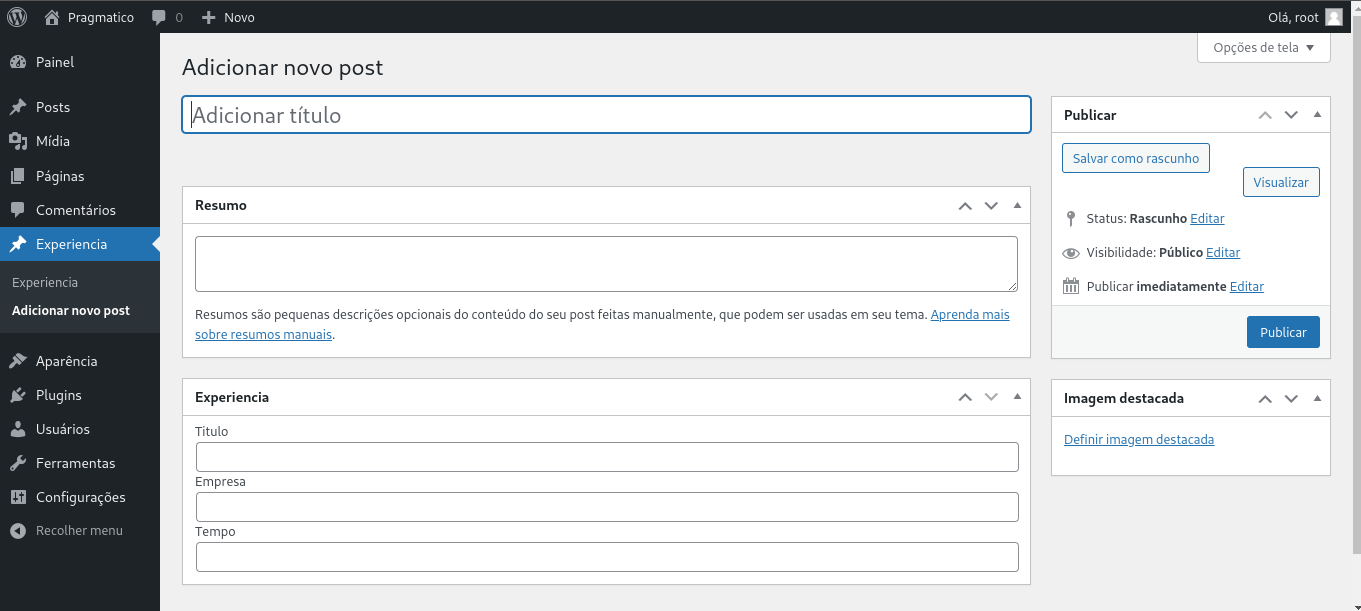 Pragmatico 0 Novo Olá, root
Opções de tela
Painel
Posts
Mídia
Páginas
Comentários
Experiencia
Experiencia
Adicionar novo post
Aparência
Plugins
Usuários
Ferramentas
Configurações
Recolher menu
Adicionar novo post
Adicionar título
Resumo
Resumos são pequenas descrições opcionais do conteúdo do seu post feitas manualmente, que podem ser usadas em seu tema. Aprenda mais
sobre resumos manuais.
Experiencia
Titulo
Empresa
Tempo
Publicar
Salvar como rascunho
Visualizar
Status: Rascunho Editar
Visibilidade: Público Editar
Publicar imediatamente Editar
Publicar
Imagem destacada
Definir imagem destacada